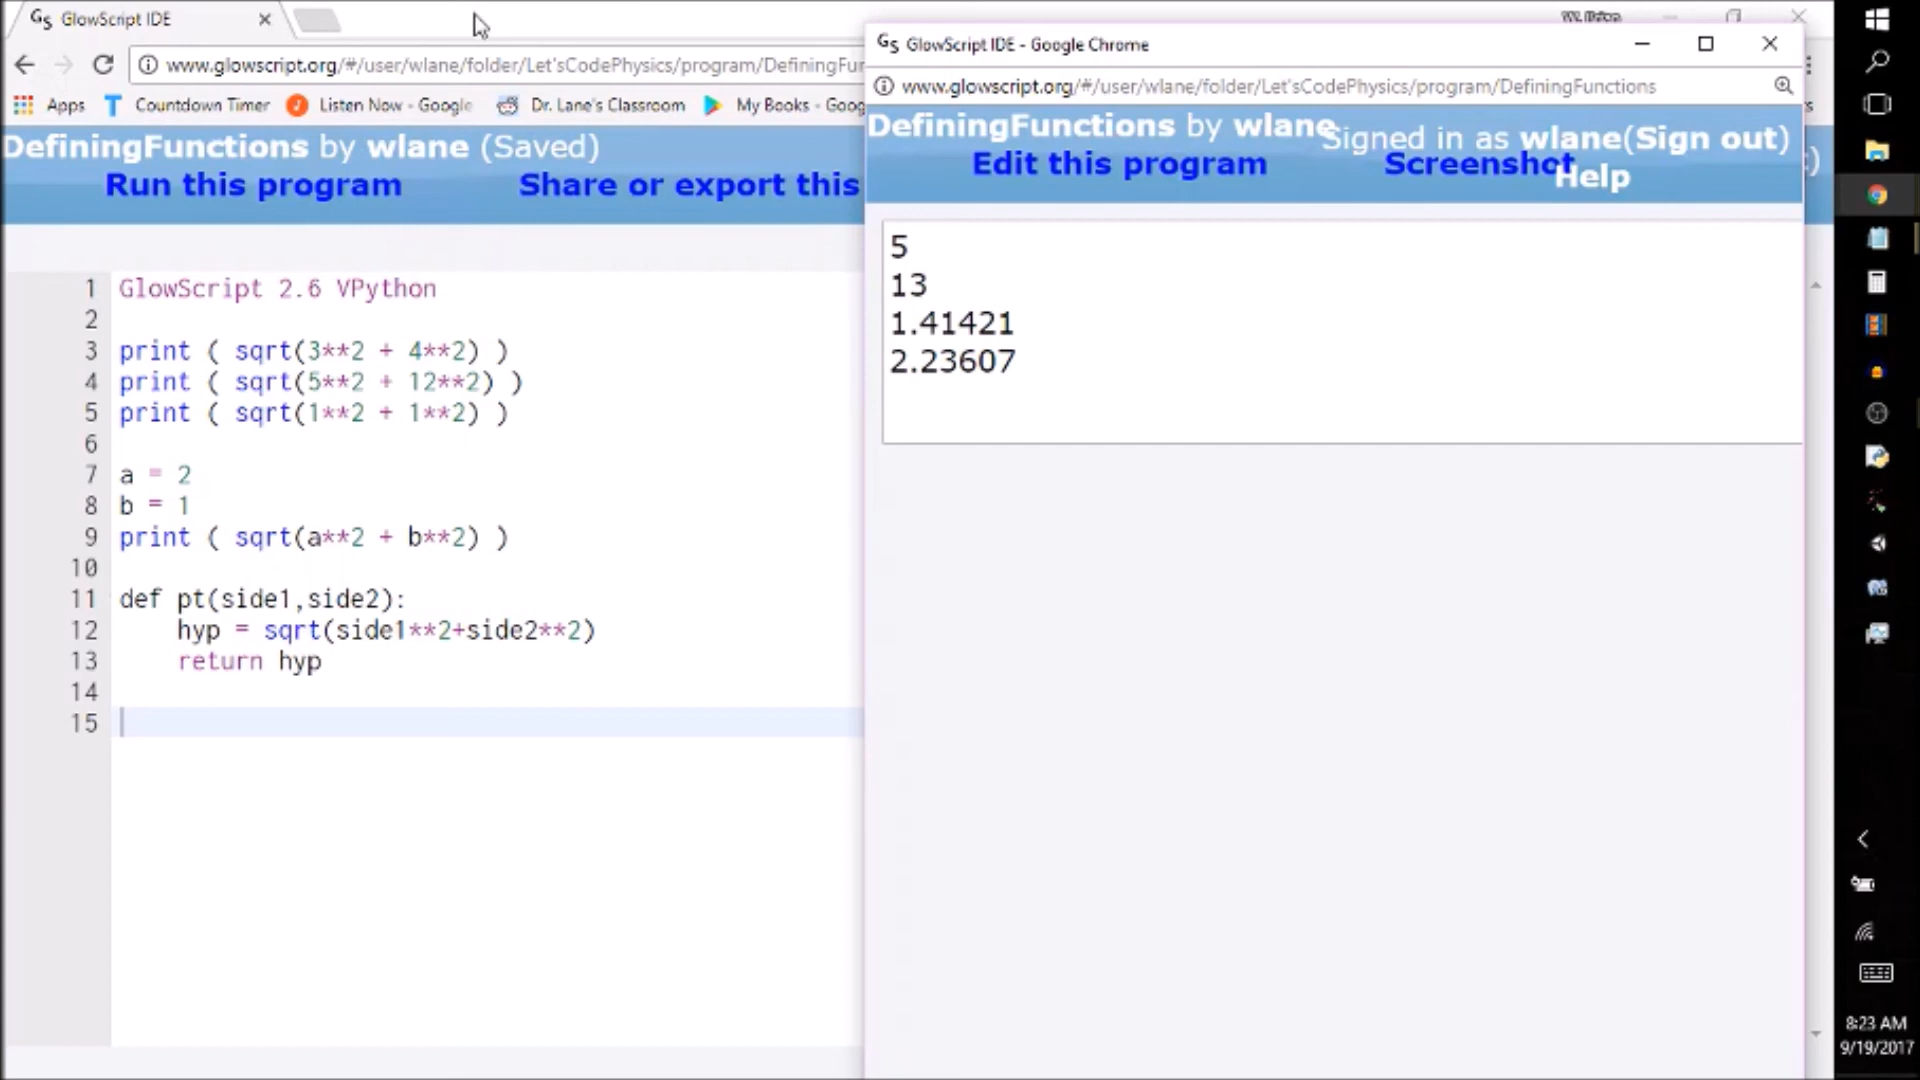 GlowScript IDE
www.glowscript.org/#/user/wlane/folder/Let'sCodePhysics/program/DefiningFur
Apps Countdown Timer Listen Now - Google Dr. Lane's Classroom My Books - Goog
DefiningFunctions by wlane (Saved)
Run this program Share or export this
1 GlowScript 2.6 VPython
2
3 print ( sqrt(3**2 + 4**2) )
4 print ( sqrt(5**2 + 12**2) )
5 print ( sqrt(1**2 + 1**2) )
6
7 a = 2
8 b = 1
9 print ( sqrt(a**2 + b**2) )
10
11 def pt(side1,side2):
12 hyp = sqrt(side1**2+side2**2)
13 return hyp
14
15
GlowScript IDE - Google Chrome
www.glowscript.org/#/user/wlane/folder/Let'sCodePhysics/program/DefiningFunctions
DefiningFunctions by wlane
Signed in as wlane(Sign out)
Edit this program Screenshot
Help
5
13
1.41421
2.23607
8:23 AM
9/19/2017